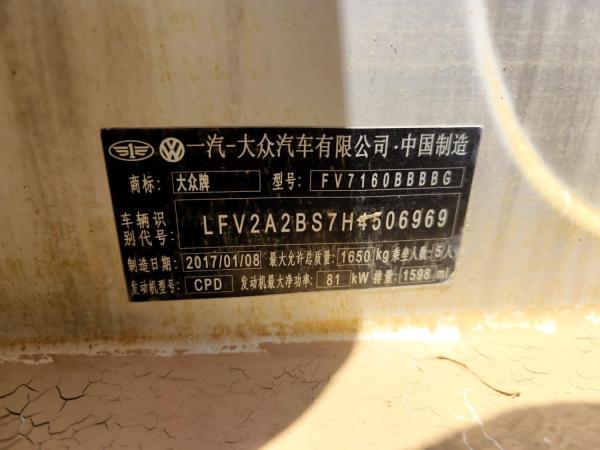 一汽-大众汽车有限公司·中国制造
商标: 大众牌 型号: FV7160BBBBG
车辆识别代号: LFV2A2BS7H4506969
制造日期: 2017/01/08 最大允许总质量: 1650 kg 乘坐人数: 5人
发动机型号: CPD 发动机最大净功率: 81 kW 排量: 1598 ml